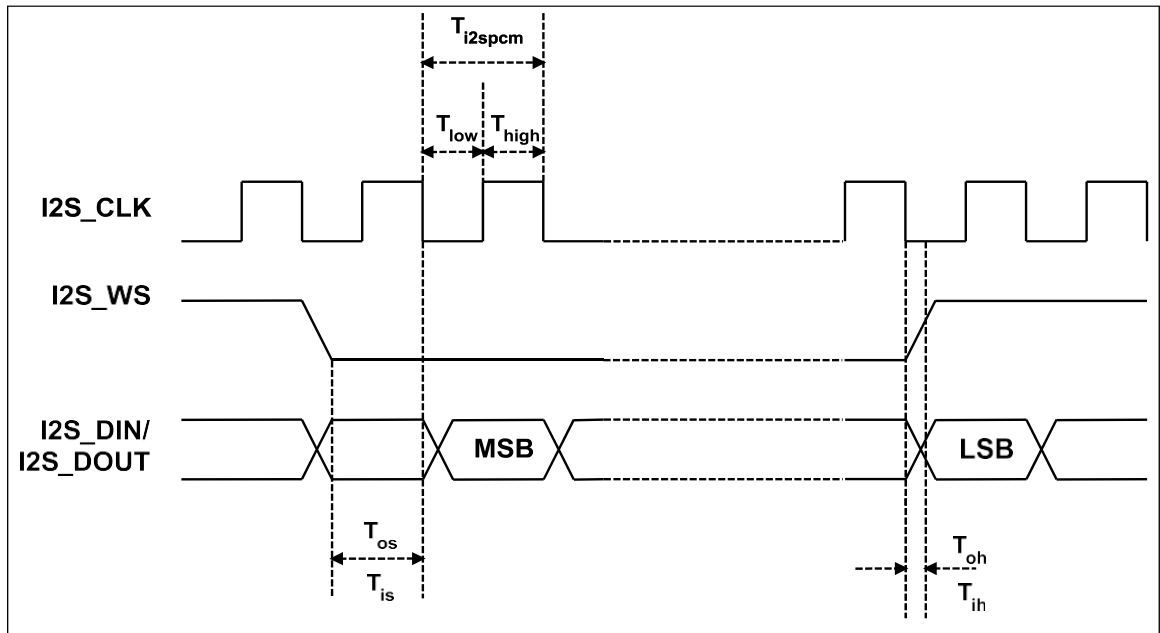 Ti2spcm
Tlow
Thigh
I2S_CLK
I2S_WS
I2S_DIN/
I2S_DOUT
MSB
LSB
Tos
Tis
Toh
Tih